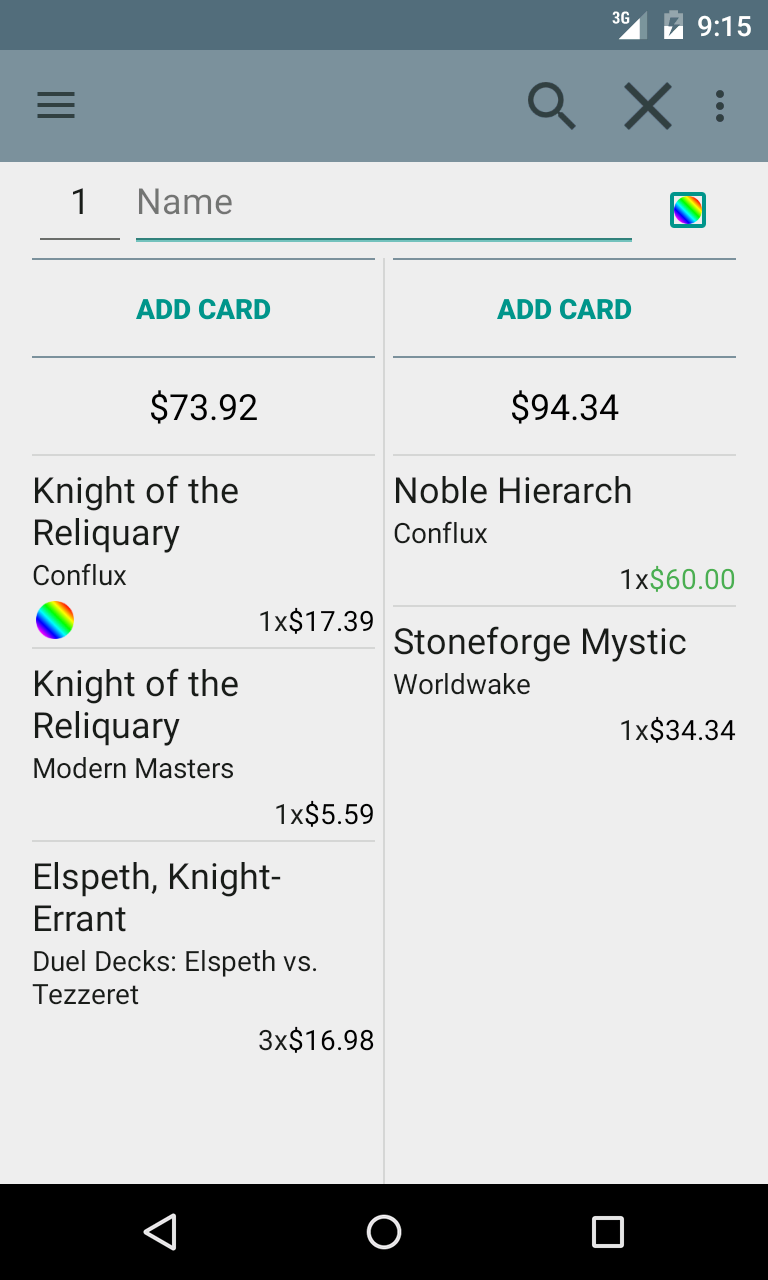 3G 9:15
1 Name
ADD CARD
$73.92
Knight of the
Reliquary
Conflux
1x$17.39
Knight of the
Reliquary
Modern Masters
1x$5.59
Elspeth, Knight-
Errant
Duel Decks: Elspeth vs.
Tezzeret
3x$16.98
ADD CARD
$94.34
Noble Hierarch
Conflux
1x$60.00
Stoneforge Mystic
Worldwake
1x$34.34